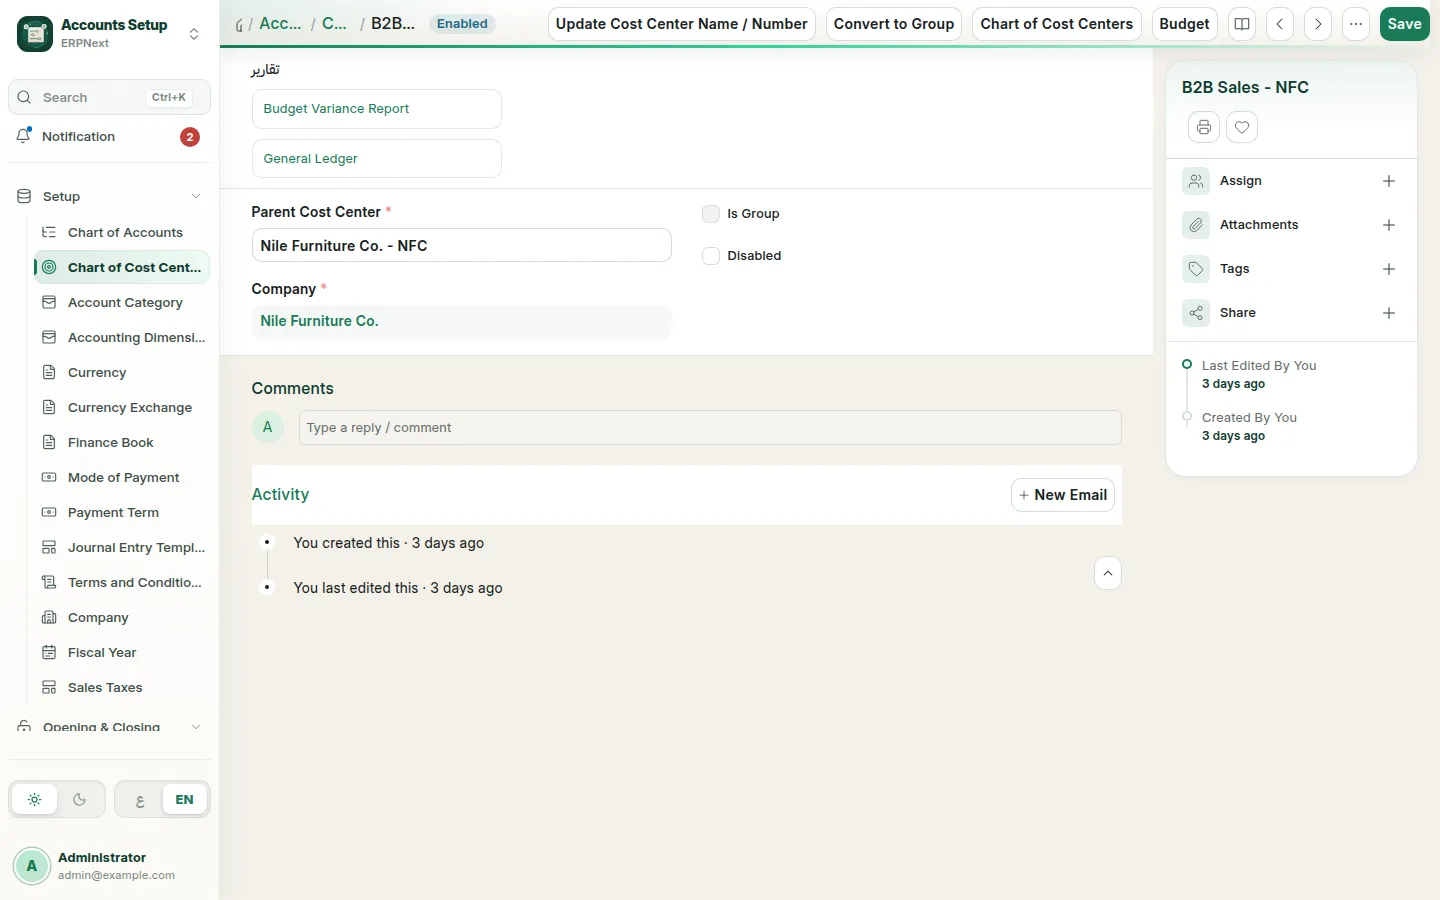 Accounts Setup
ERPNext
Search
Ctrl+K
Notification
2
Setup
Chart of Accounts
Chart of Cost Cent...
Account Category
Accounting Dimensi...
Currency
Currency Exchange
Finance Book
Mode of Payment
Payment Term
Journal Entry Templ...
Terms and Conditio...
Company
Fiscal Year
Sales Taxes
Opening & Closing
ع
EN
A
Administrator
admin@example.com
/ Acc... / C... / B2B...
Enabled
Update Cost Center Name / Number
Convert to Group
Chart of Cost Centers
Budget
Save
تقارير
Budget Variance Report
General Ledger
Parent Cost Center *
Nile Furniture Co. - NFC
Company *
Nile Furniture Co.
Is Group
Disabled
Comments
A
Type a reply / comment
Activity
New Email
You created this · 3 days ago
You last edited this · 3 days ago
B2B Sales - NFC
Assign
Attachments
Tags
Share
Last Edited By You
3 days ago
Created By You
3 days ago